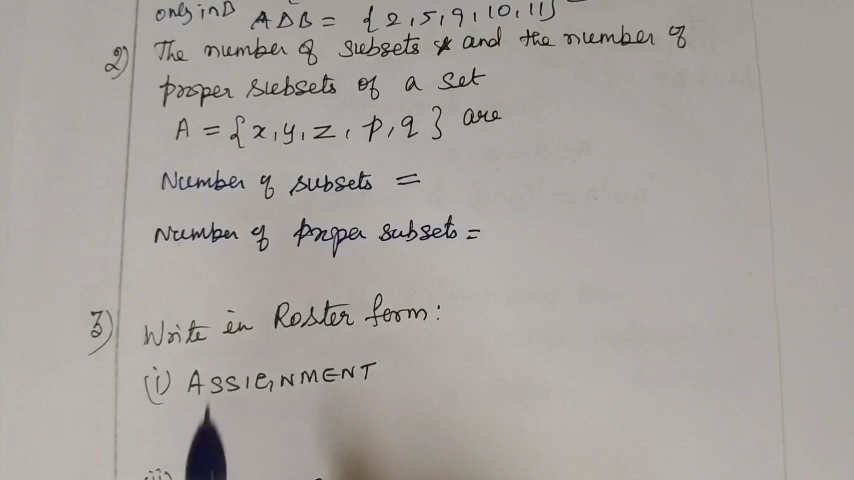 only in B A∆B = {2,5,9,10,11}
2) The number of subsets and the number of
proper subsets of a set
A = {x,y,z,p,q} are
Number of subsets =
Number of proper subsets =
3) Write in Roster form:
(i) ASSIGNMENT
(ii)